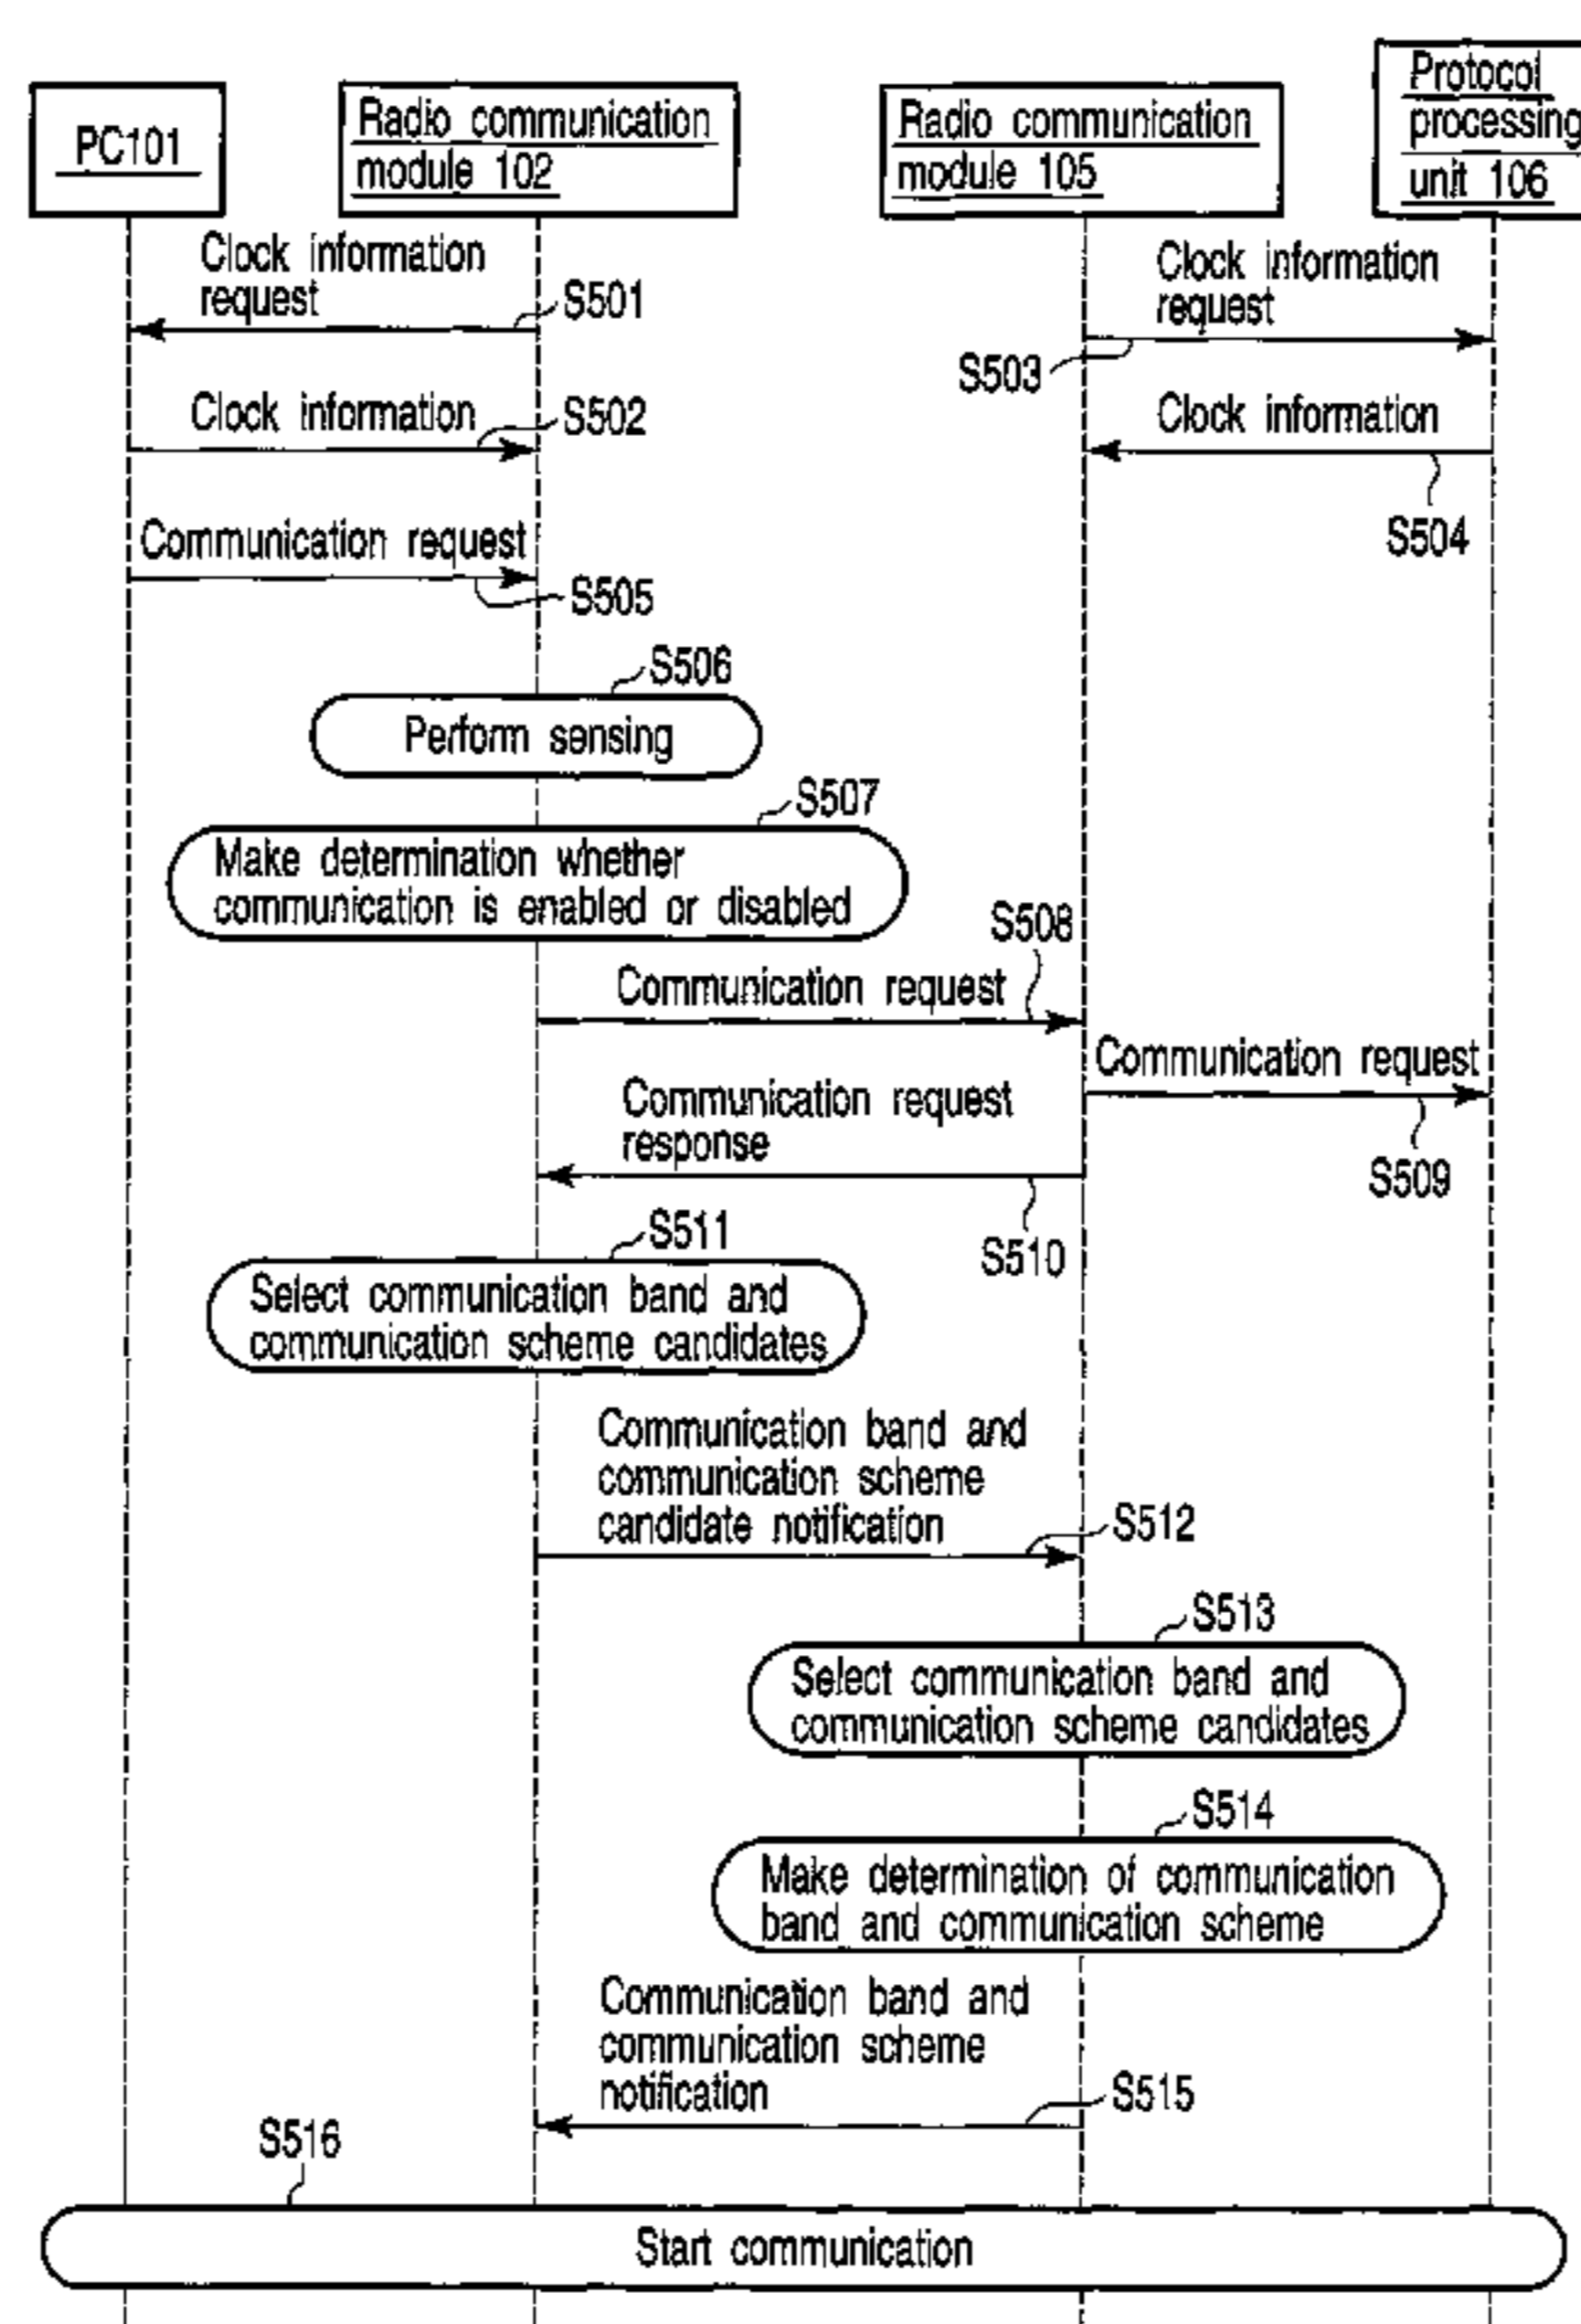 PC101
Radio communication
module 102
Radio communication
module 105
Protocol
processing
unit 106
Clock information
request
S501
Clock information
request
S503
Clock information
S502
Clock information
S504
Communication request
S505
S506
Perform sensing
S507
Make determination whether
communication is enabled or disabled
S508
Communication request
Communication request
S509
Communication request
response
S510
S511
Select communication band and
communication scheme candidates
Communication band and
communication scheme
candidate notification
S512
S513
Select communication band and
communication scheme candidates
S514
Make determination of communication
band and communication scheme
Communication band and
communication scheme
notification
S515
S516
Start communication